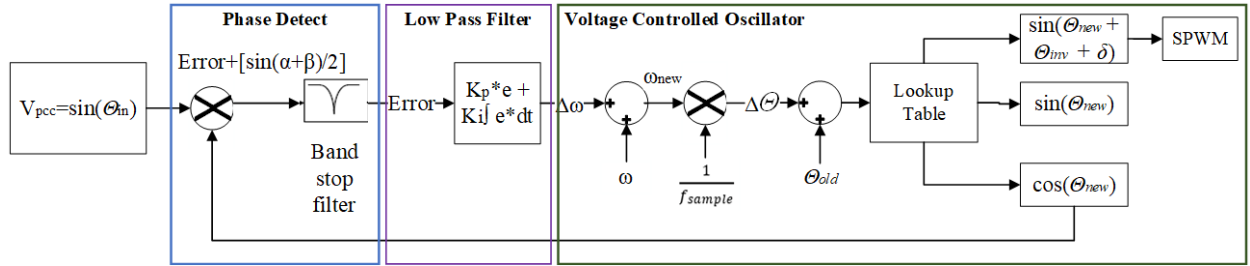 Phase Detect
Low Pass Filter
Voltage Controlled Oscillator
Vpcc=sin(Θin)
Error+[sin(α+β)/2]
Band
stop
filter
Error
Kp*e +
Ki∫ e*dt
Δω
+
+
ω
ωnew
1
fsample
ΔΘ
+
+
Θold
Lookup
Table
sin(Θnew +
Θinv + δ)
SPWM
sin(Θnew)
cos(Θnew)